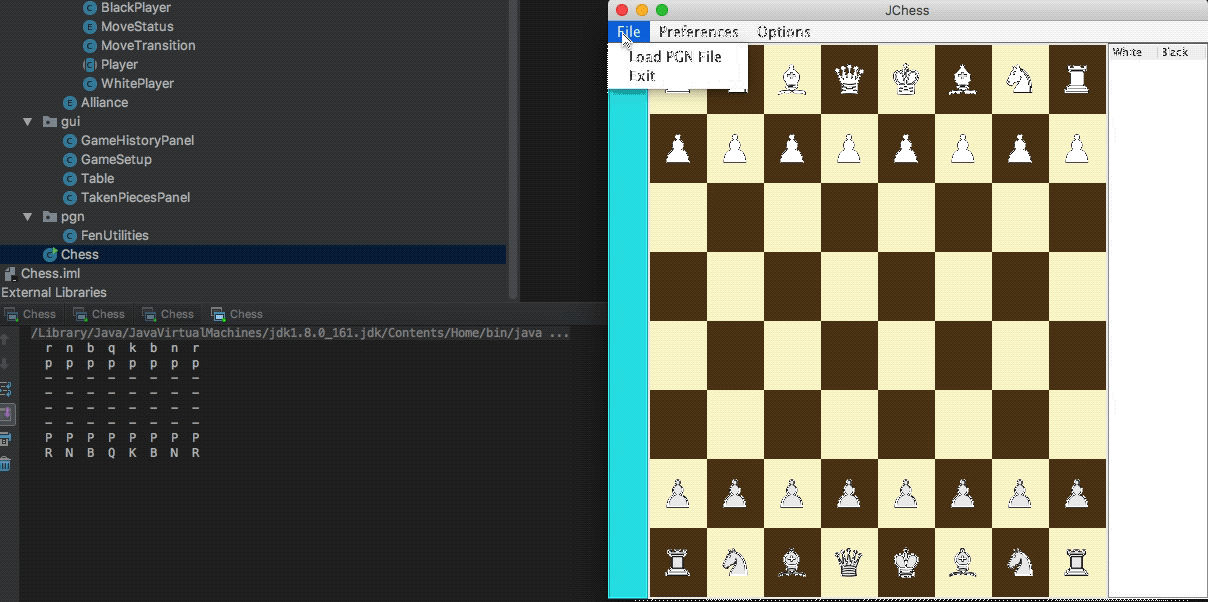 BlackPlayer
MoveStatus
MoveTransition
Player
WhitePlayer
Alliance
gui
GameHistoryPanel
GameSetup
Table
TakenPiecesPanel
pgn
FenUtilities
Chess
Chess.iml
External Libraries
Chess Chess Chess Chess
/Library/Java/JavaVirtualMachines/jdk1.8.0_161.jdk/Contents/Home/bin/java ...
r n b q k b n r
p p p p p p p p
- - - - - - - -
- - - - - - - -
- - - - - - - -
- - - - - - - -
P P P P P P P P
R N B Q K B N R
JChess
File Preferences Options
Load PGN File
Exit
White Black